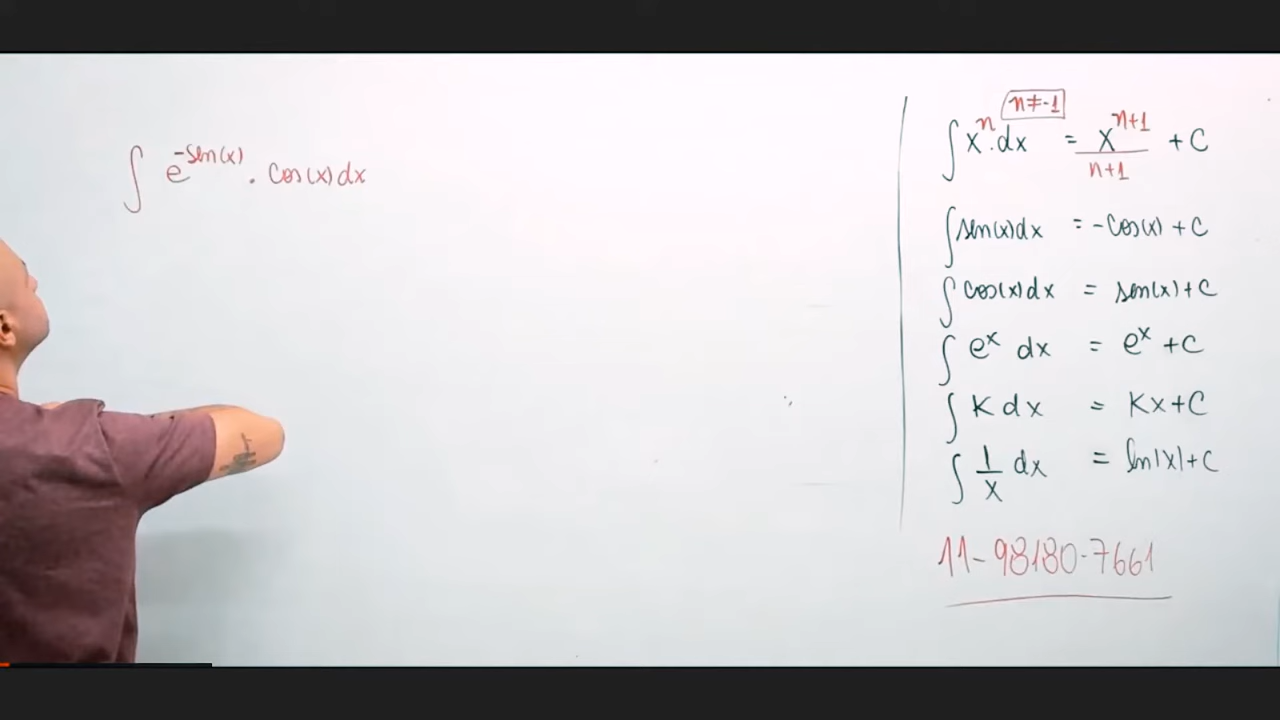 ∫ e^(-sen(x)) . cos(x) dx
n≠-1
∫ x^n . dx = x^(n+1)/(n+1) + C
∫ sen(x) dx = -cos(x) + C
∫ cos(x) dx = sen(x) + C
∫ e^x dx = e^x + C
∫ K dx = Kx + C
∫ 1/x dx = ln|x| + C
11-98180-7661